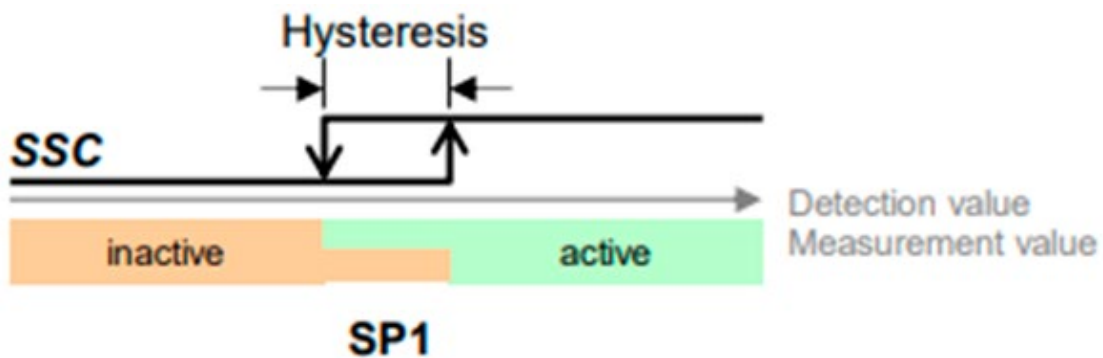 Hysteresis
SSC
Detection value
Measurement value
inactive
active
SP1